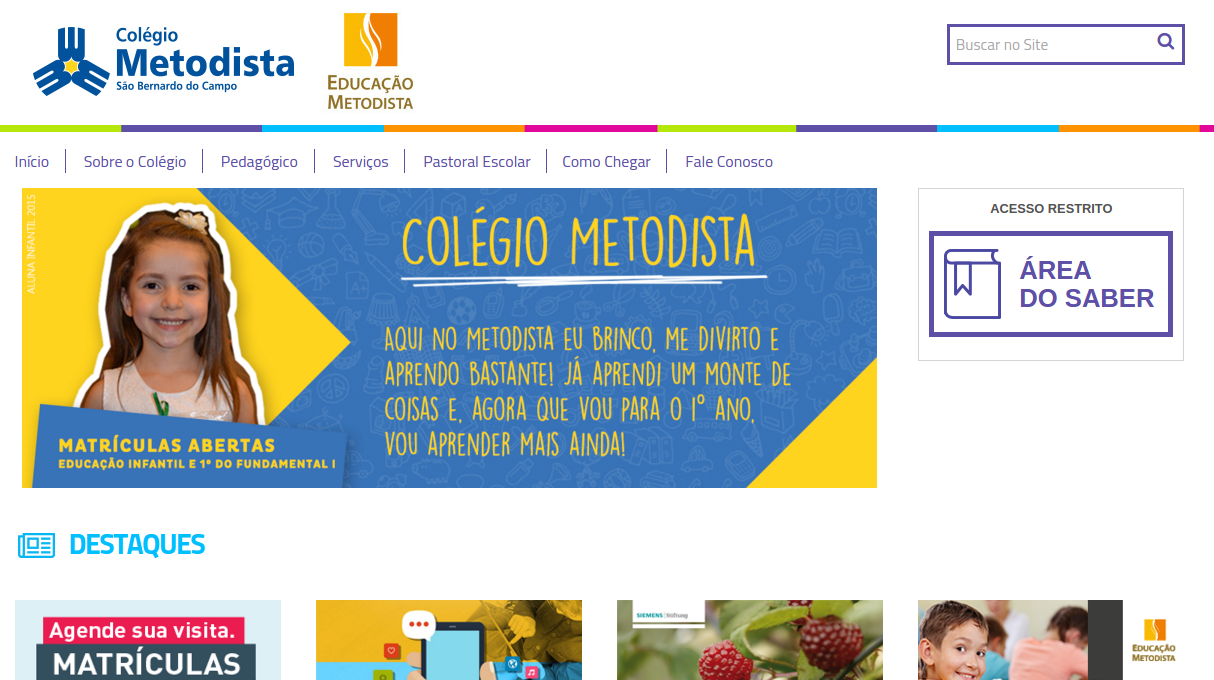 Colégio
Metodista
São Bernardo do Campo
EDUCAÇÃO
METODISTA
Buscar no Site
Início
Sobre o Colégio
Pedagógico
Serviços
Pastoral Escolar
Como Chegar
Fale Conosco
ALUNA INFANTIL 2015
COLÉGIO METODISTA
AQUI NO METODISTA EU BRINCO, ME DIVIRTO E
APRENDO BASTANTE! JÁ APRENDI UM MONTE DE
COISAS E, AGORA QUE VOU PARA O 1º ANO,
VOU APRENDER MAIS AINDA!
MATRÍCULAS ABERTAS
EDUCAÇÃO INFANTIL E 1º DO FUNDAMENTAL I
ACESSO RESTRITO
ÁREA
DO SABER
DESTAQUES
Agende sua visita.
MATRÍCULAS
SIEMENS | Stiftung
EDUCAÇÃO
METODISTA